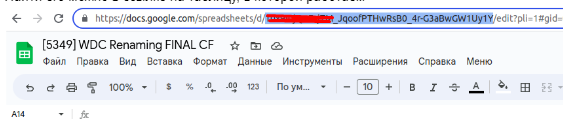 https://docs.google.com/spreadsheets/d/ _JqoofPTHwRsB0_4r-G3aBwGW1Uy1Y/edit?pli=1#gid=
[5349] WDC Renaming FINAL CF
Файл Правка Вид Вставка Формат Данные Инструменты Расширения Справка Меню
100% $ % .0 .00 123 По ум... − 10 + B I A
A14 fx